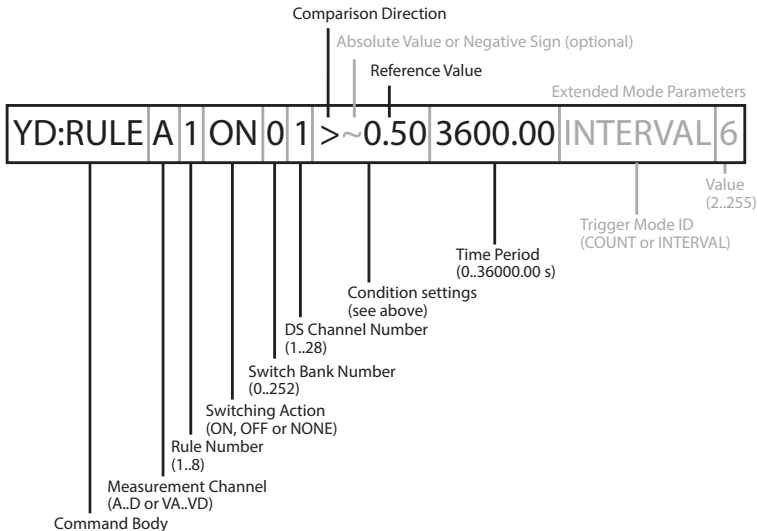 Comparison Direction
Absolute Value or Negative Sign (optional)
Reference Value
Extended Mode Parameters
YD:RULE A 1 ON 0 1 >~0.50 3600.00 INTERVAL 6
Value
(2..255)
Trigger Mode ID
(COUNT or INTERVAL)
Time Period
(0..36000.00 s)
Condition settings
(see above)
DS Channel Number
(1..28)
Switch Bank Number
(0..252)
Switching Action
(ON, OFF or NONE)
Rule Number
(1..8)
Measurement Channel
(A..D or VA..VD)
Command Body